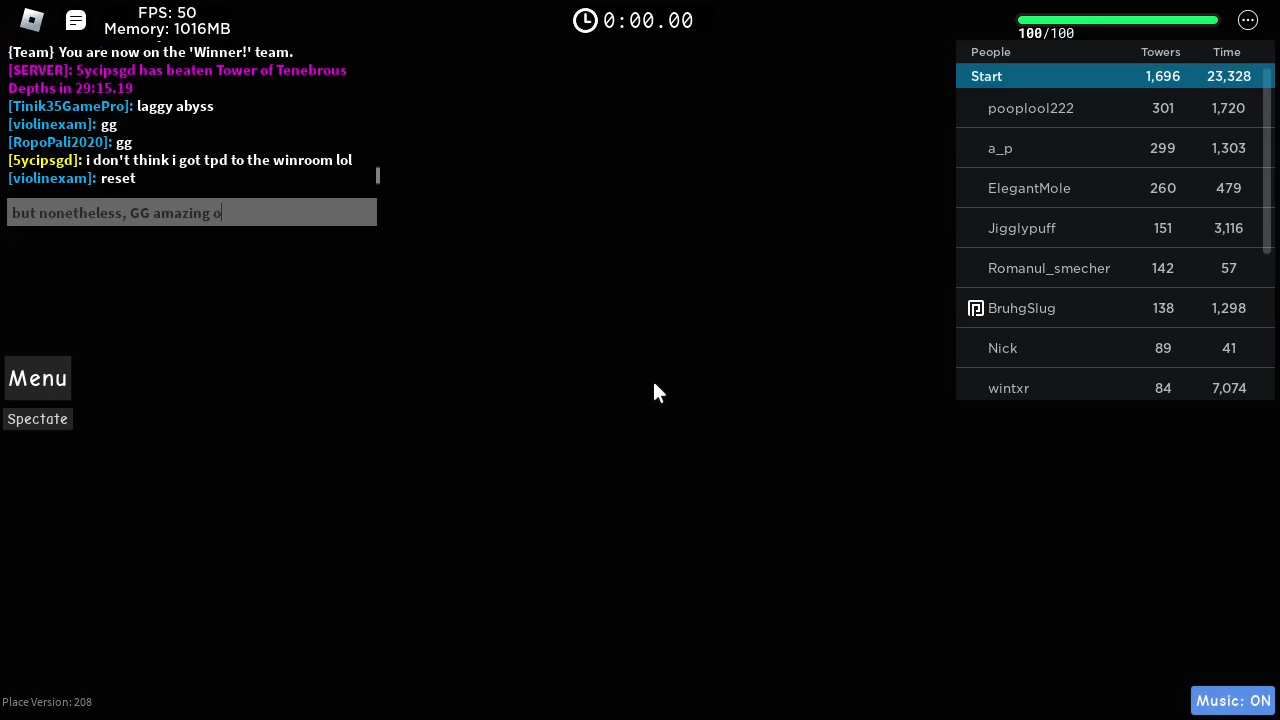 FPS: 50
Memory: 1016MB
0:00.00
100/100
{Team} You are now on the 'Winner!' team.
[SERVER]: 5ycipsgd has beaten Tower of Tenebrous
Depths in 29:15.19
[Tinik35GamePro]: laggy abyss
[violinexam]: gg
[RopoPali2020]: gg
[5ycipsgd]: i don't think i got tpd to the winroom lol
[violinexam]: reset
but nonetheless, GG amazing o
People Towers Time
Start 1,696 23,328
pooplool222 301 1,720
a_p 299 1,303
ElegantMole 260 479
Jigglypuff 151 3,116
Romanul_smecher 142 57
BruhgSlug 138 1,298
Nick 89 41
wintxr 84 7,074
Menu
Spectate
Place Version: 208
Music: ON